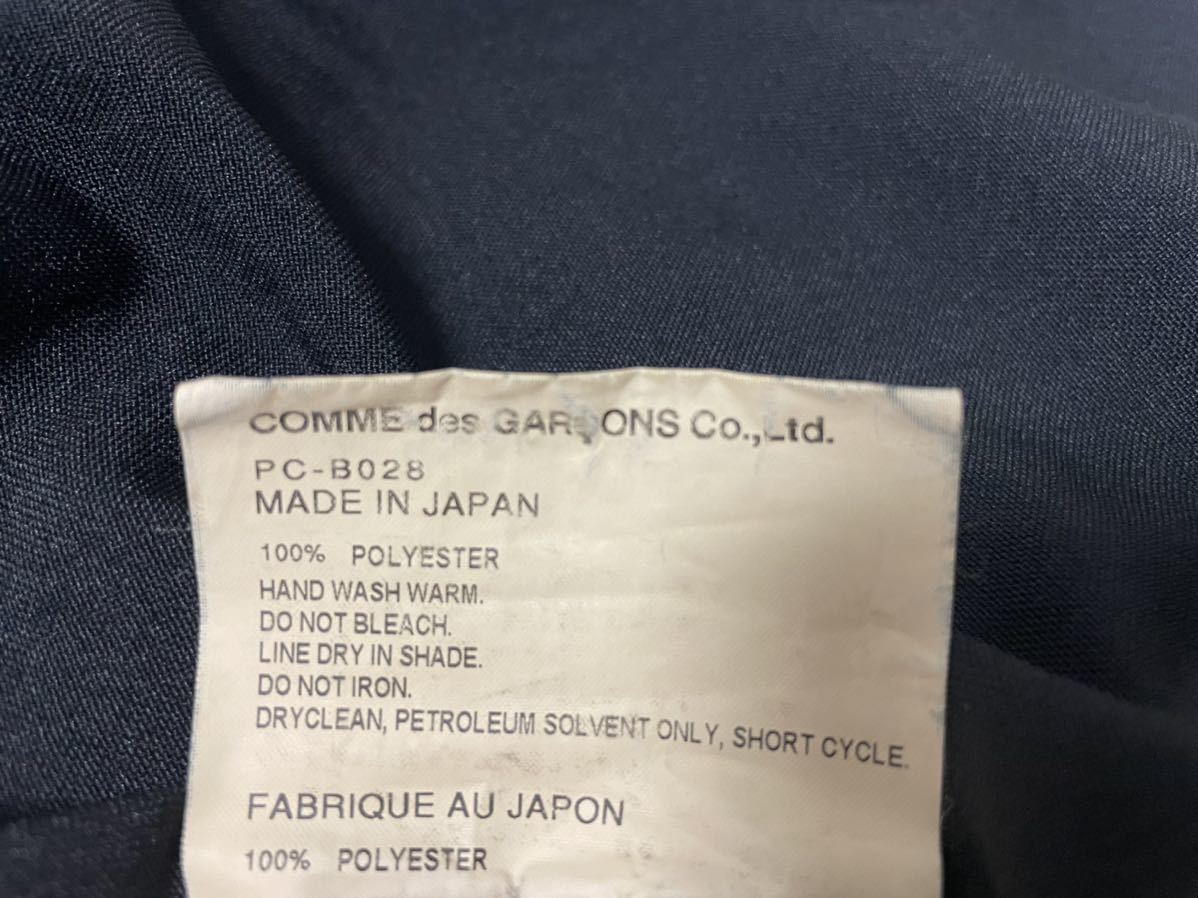 COMME des GARÇONS Co.,Ltd.
PC-B028
MADE IN JAPAN
100% POLYESTER
HAND WASH WARM.
DO NOT BLEACH.
LINE DRY IN SHADE.
DO NOT IRON.
DRYCLEAN, PETROLEUM SOLVENT ONLY, SHORT CYCLE.
FABRIQUE AU JAPON
100% POLYESTER